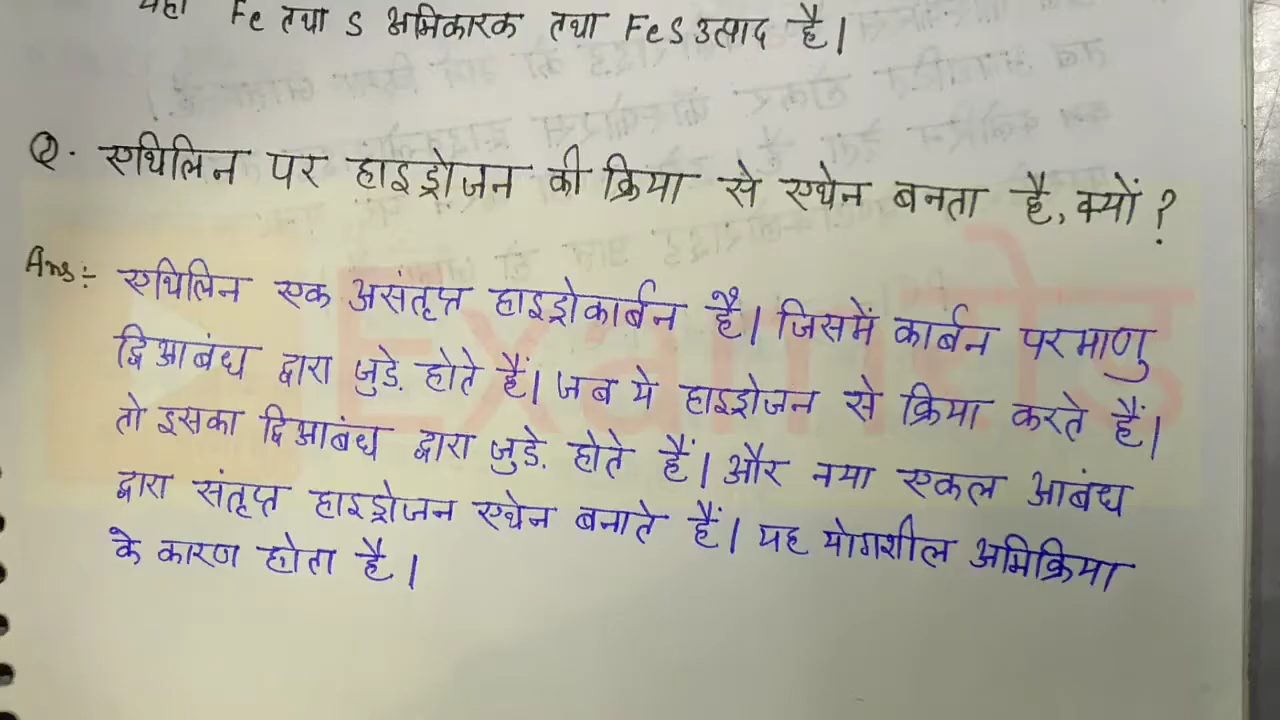 यहाँ Fe तथा S अभिकारक तथा FeS उत्पाद है।
Q. एथिलिन पर हाइड्रोजन की क्रिया से एथेन बनता है, क्यों ?
Ans:- एथिलिन एक असंतृप्त हाइड्रोकार्बन है। जिसमें कार्बन परमाणु
द्विआबंध द्वारा जुडे. होते हैं। जब ये हाइड्रोजन से क्रिया करते हैं।
तो इसका द्विआबंध द्वारा जुडे. होते हैं। और नया एकल आबंध
द्वारा संतृप्त हाइड्रोजन एथेन बनाते हैं। यह योगशील अभिक्रिया
के कारण होता है।
Examरोड